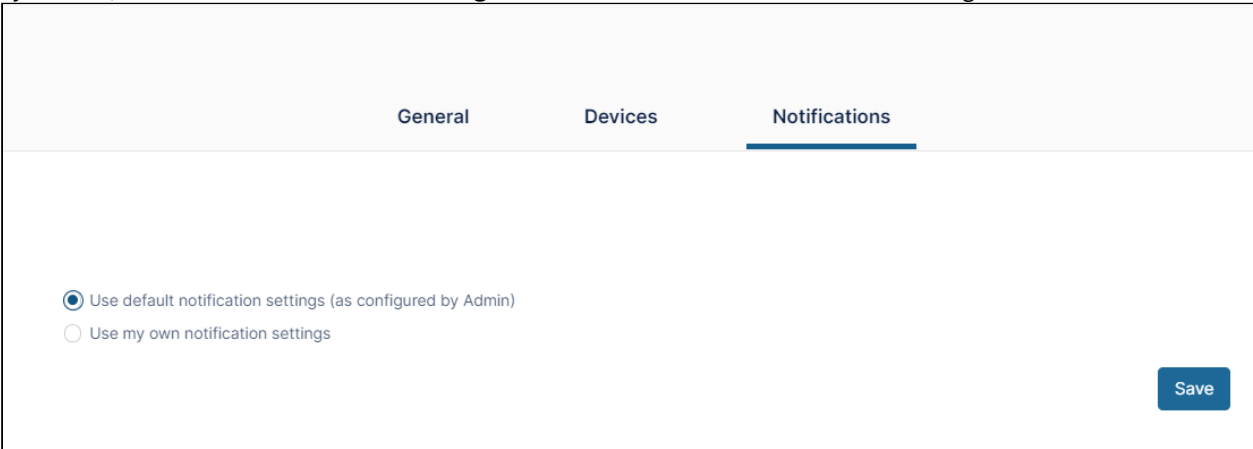 General Devices Notifications
Use default notification settings (as configured by Admin)
Use my own notification settings
Save